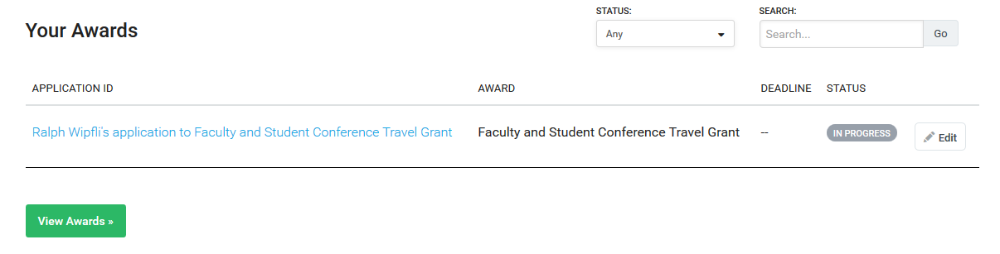 STATUS:
SEARCH:
Your Awards
Any
Search...
Go
APPLICATION ID
AWARD
DEADLINE
STATUS
Ralph Wipfli's application to Faculty and Student Conference Travel Grant
Faculty and Student Conference Travel Grant
--
IN PROGRESS
Edit
View Awards »